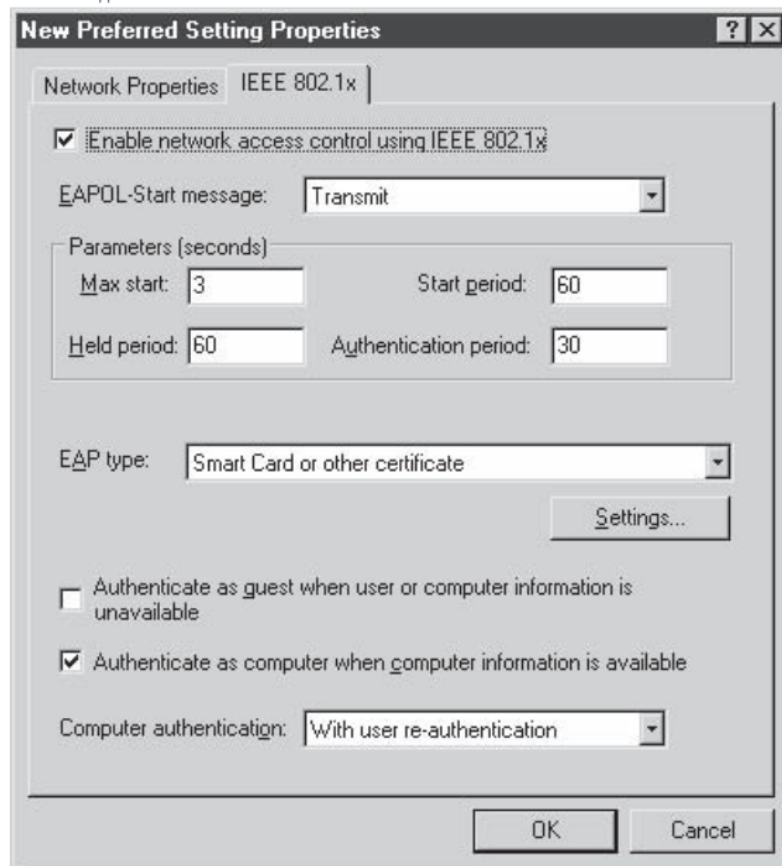 New Preferred Setting Properties
Network Properties
IEEE 802.1x
Enable network access control using IEEE 802.1x
EAPOL-Start message:
Transmit
Parameters (seconds)
Max start:
3
Start period:
60
Held period:
60
Authentication period:
30
EAP type:
Smart Card or other certificate
Settings...
Authenticate as guest when user or computer information is
unavailable
Authenticate as computer when computer information is available
Computer authentication:
With user re-authentication
OK
Cancel